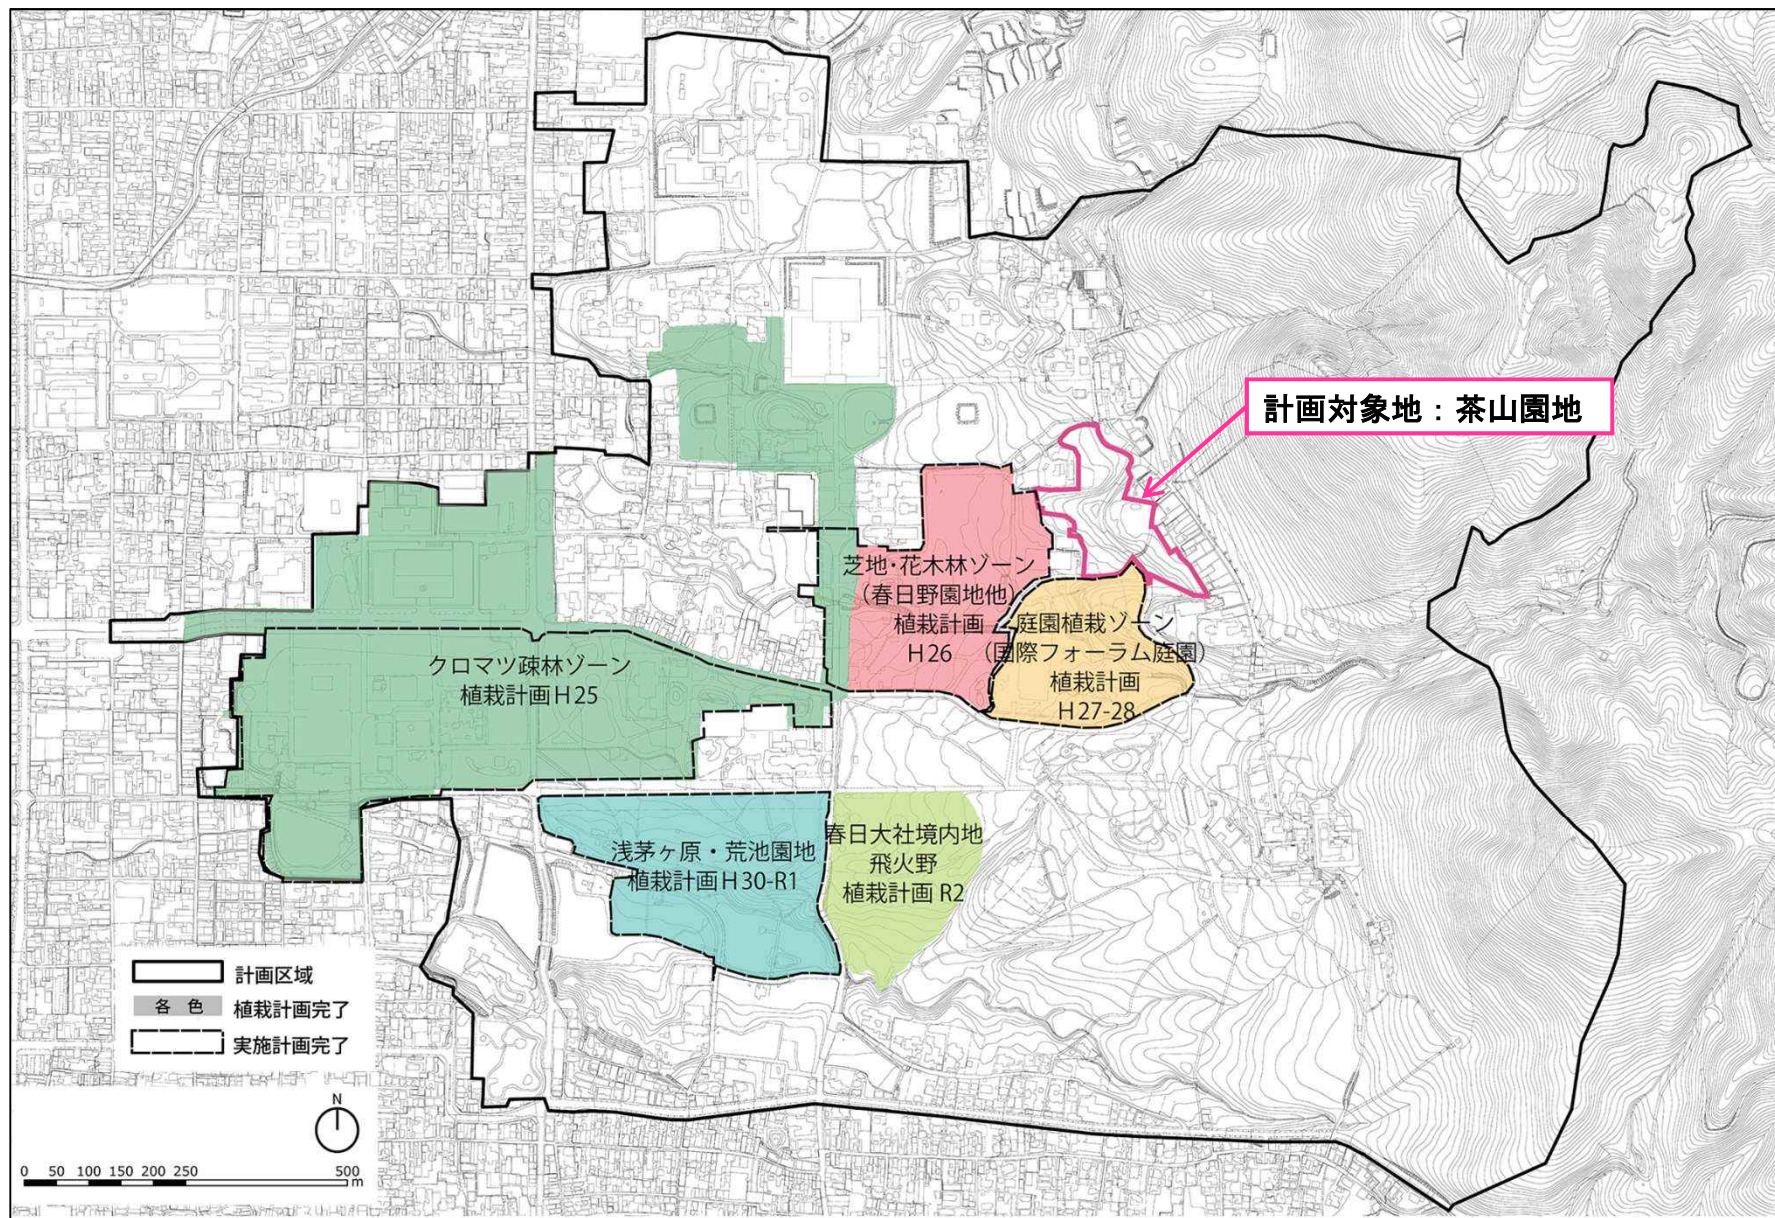 計画対象地：茶山園地
芝地・花木林ゾーン
（春日野園地他）
植栽計画
H26
庭園植栽ゾーン
（国際フォーラム庭園）
植栽計画
H27-28
クロマツ疎林ゾーン
植栽計画H25
浅茅ヶ原・荒池園地
植栽計画H30-R1
春日大社境内地
飛火野
植栽計画 R2
計画区域
各 色 植栽計画完了
実施計画完了
N
0 50 100 150 200 250 500
m